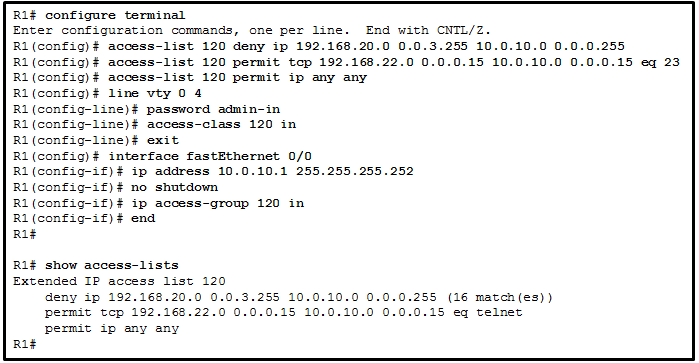 R1# configure terminal
Enter configuration commands, one per line.  End with CNTL/Z.
R1(config)# access-list 120 deny ip 192.168.20.0 0.0.3.255 10.0.10.0 0.0.0.255
R1(config)# access-list 120 permit tcp 192.168.22.0 0.0.0.15 10.0.10.0 0.0.0.15 eq 23
R1(config)# access-list 120 permit ip any any
R1(config)# line vty 0 4
R1(config-line)# password admin-in
R1(config-line)# access-class 120 in
R1(config-line)# exit
R1(config)# interface fastEthernet 0/0
R1(config-if)# ip address 10.0.10.1 255.255.255.252
R1(config-if)# no shutdown
R1(config-if)# ip access-group 120 in
R1(config-if)# end
R1#
R1# show access-lists
Extended IP access list 120
    deny ip 192.168.20.0 0.0.3.255 10.0.10.0 0.0.0.255 (16 match(es))
    permit tcp 192.168.22.0 0.0.0.15 10.0.10.0 0.0.0.15 eq telnet
    permit ip any any
R1#